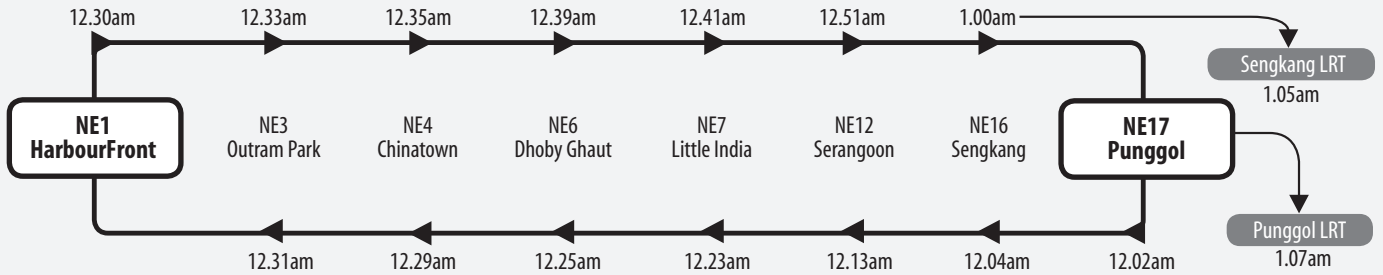 12.30am
12.33am
12.35am
12.39am
12.41am
12.51am
1.00am
Sengkang LRT
1.05am
NE1
HarbourFront
NE3
Outram Park
NE4
Chinatown
NE6
Dhoby Ghaut
NE7
Little India
NE12
Serangoon
NE16
Sengkang
NE17
Punggol
Punggol LRT
1.07am
12.31am
12.29am
12.25am
12.23am
12.13am
12.04am
12.02am